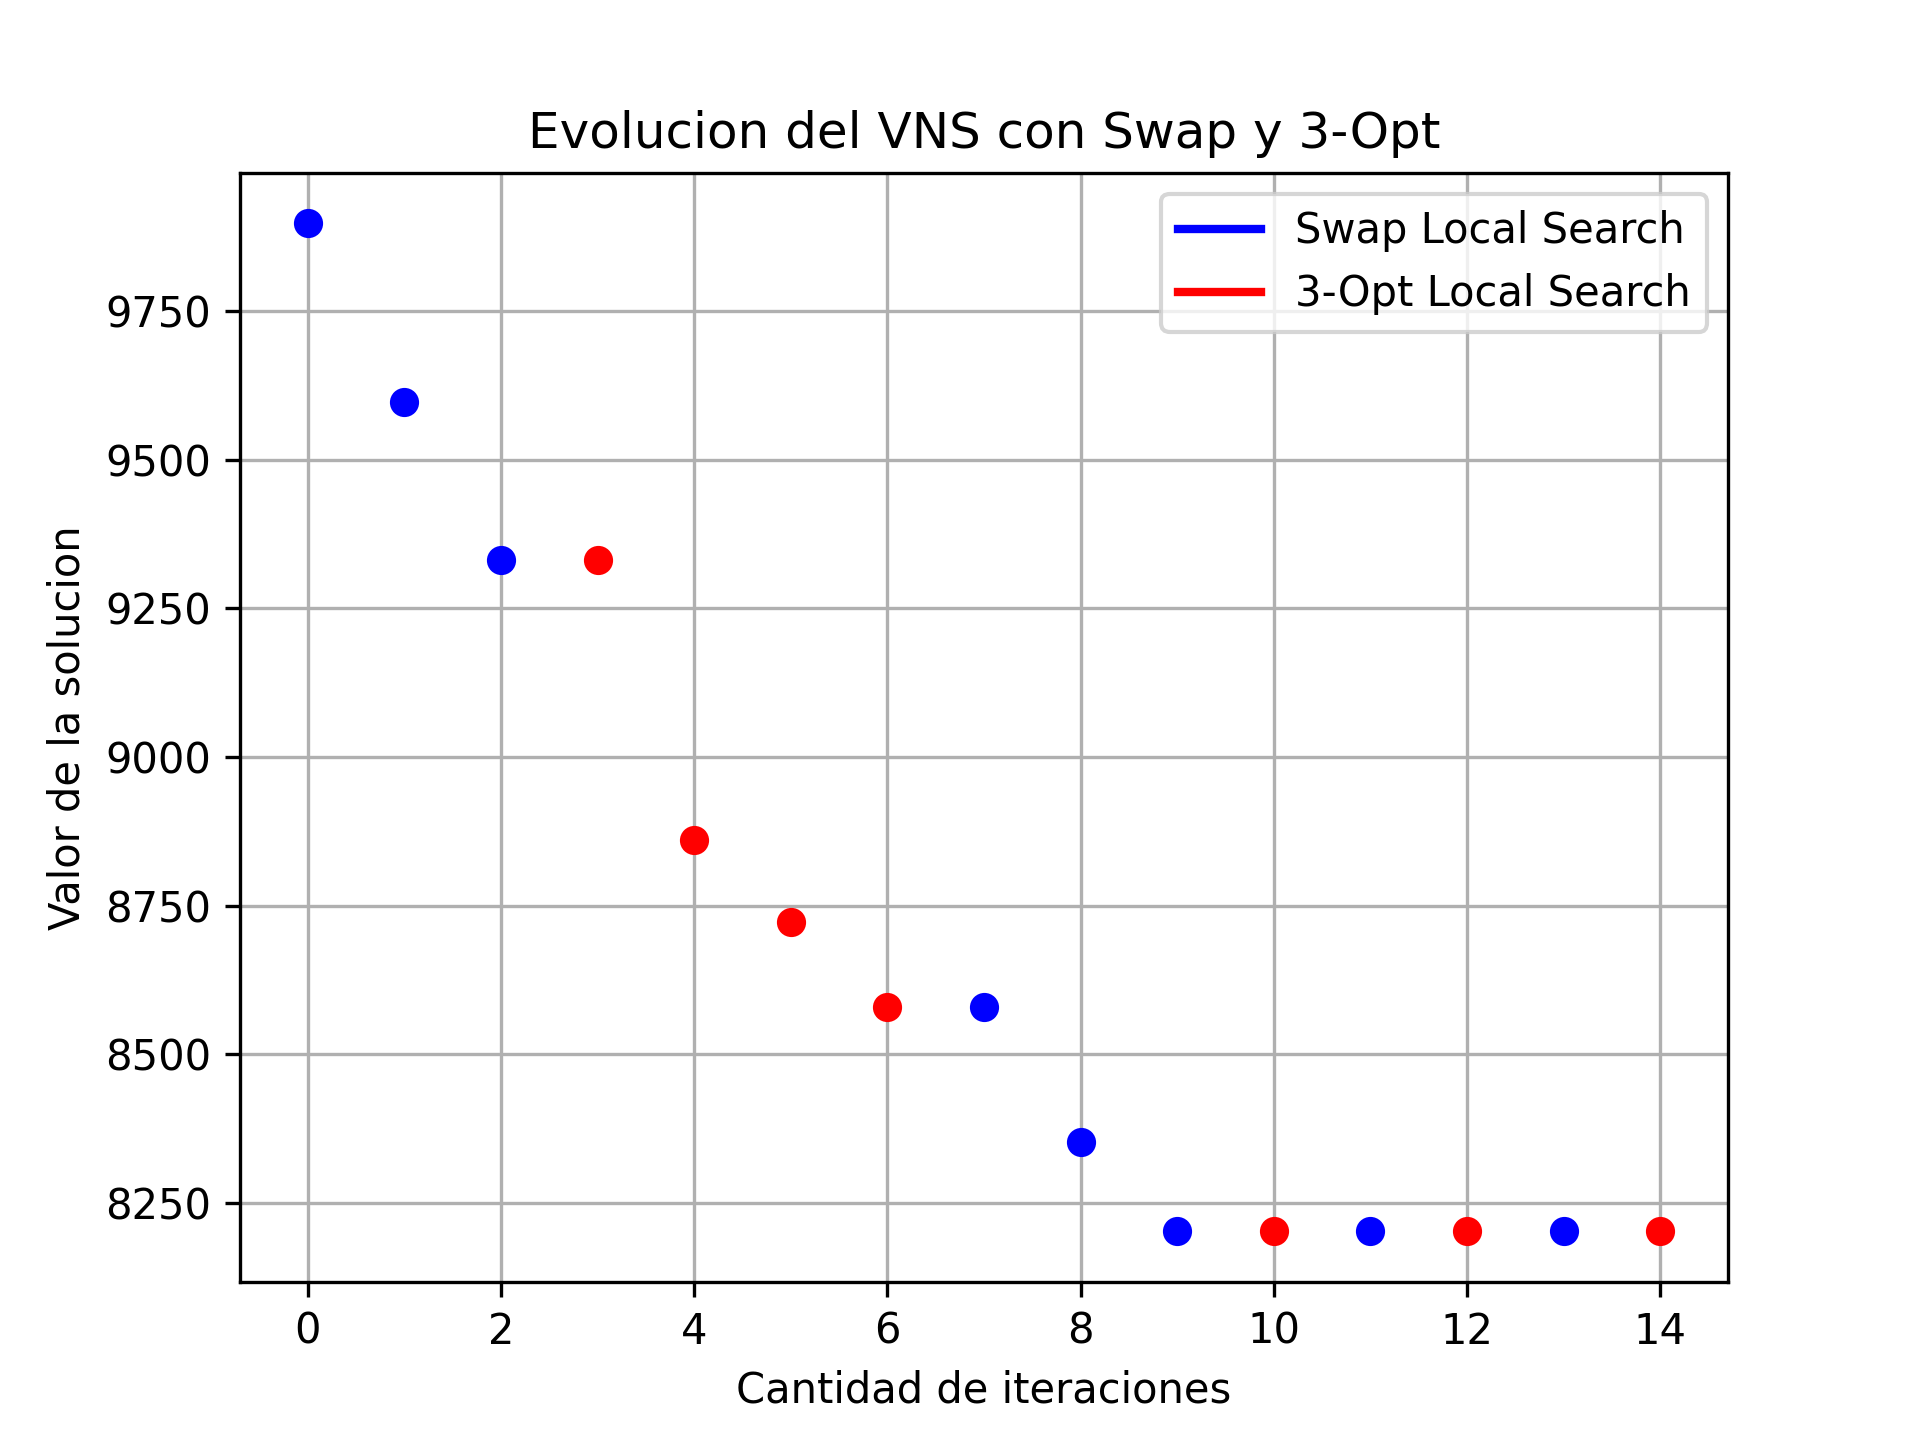 Evolucion del VNS con Swap y 3-Opt
Swap Local Search
3-Opt Local Search
Valor de la solucion
9750
9500
9250
9000
8750
8500
8250
0 2 4 6 8 10 12 14
Cantidad de iteraciones